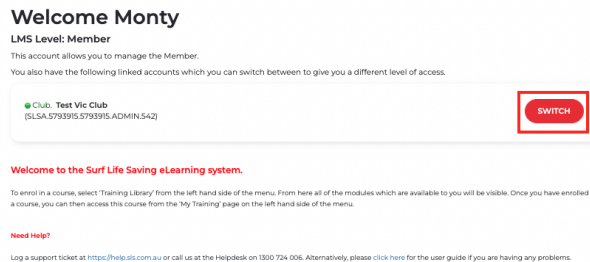 Welcome Monty
LMS Level: Member
This account allows you to manage the Member.
You also have the following linked accounts which you can switch between to give you a different level of access.
Club. Test Vic Club
(SLSA.5793915.5793915.ADMIN.542)
SWITCH
Welcome to the Surf Life Saving eLearning system.
To enrol in a course, select 'Training Library' from the left hand side of the menu. From here all of the modules which are available to you will be visible. Once you have enrolled
a course, you can then access this course from the 'My Training' page on the left hand side of the menu.
Need Help?
Log a support ticket at https://help.sls.com.au or call us at the Helpdesk on 1300 724 006. Alternatively, please click here for the user guide if you are having any problems.